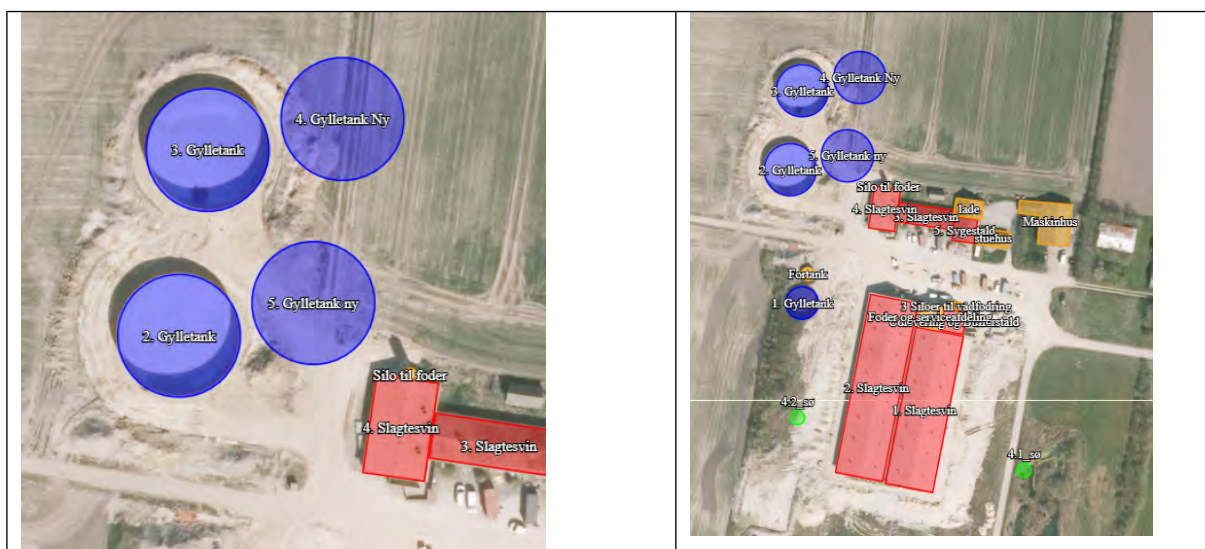 4. Gylletank Ny
3. Gylletank
5. Gylletank ny
2. Gylletank
Silo til foder
4. Slagtesvin
3. Slagtesvin
4. Gylletank Ny
3. Gylletank
5. Gylletank ny
2. Gylletank
Silo til foder
4. Slagtesvin
lade
3. Slagtesvin
Maskinhus
5. Sygestald
stuehus
Fortank
1. Gylletank
3 Siloer til vådfodring
Foder og serviceafdeling
Udlevering og Bufferstald
2. Slagtesvin
1. Slagtesvin
4.2_sø
4.1_sø